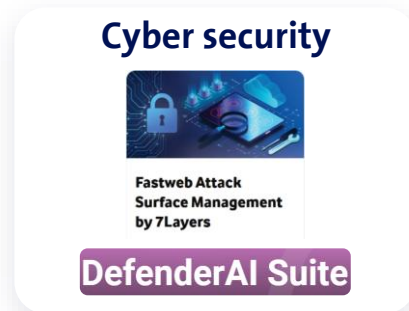 Cyber security
Fastweb Attack
Surface Management
by 7Layers
DefenderAI Suite